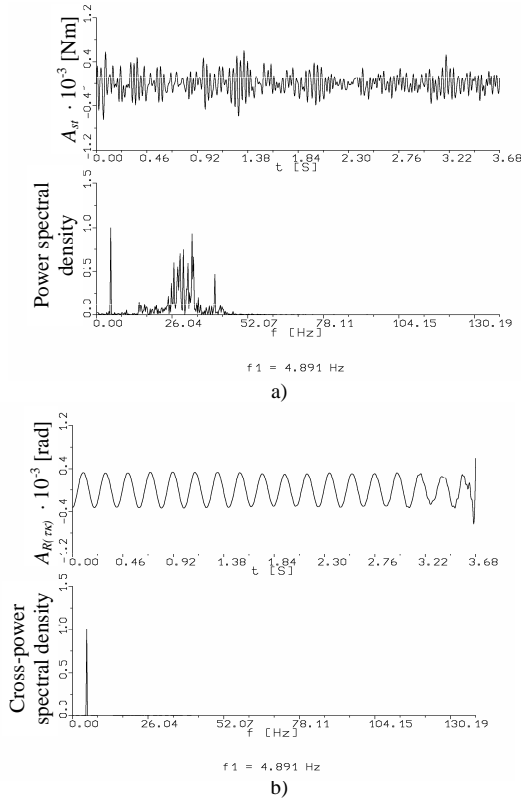 A_st · 10^-3 [Nm]
1.2
0.4
-0.4
-1.2
-0.00 0.46 0.92 1.38 1.84 2.30 2.76 3.22 3.68
t [S]
Power spectral
density
1.5
1.0
0.5
0.0
0.00 26.04 52.07 78.11 104.15 130.19
f [Hz]
f1 = 4.891 Hz
a)
A_R(τκ) · 10^-3 [rad]
1.2
0.4
-0.4
-1.2
0.00 0.46 0.92 1.38 1.84 2.30 2.76 3.22 3.68
t [S]
Cross-power
spectral density
1.5
1.0
0.5
0.0
0.00 26.04 52.07 78.11 104.15 130.19
f [Hz]
f1 = 4.891 Hz
b)